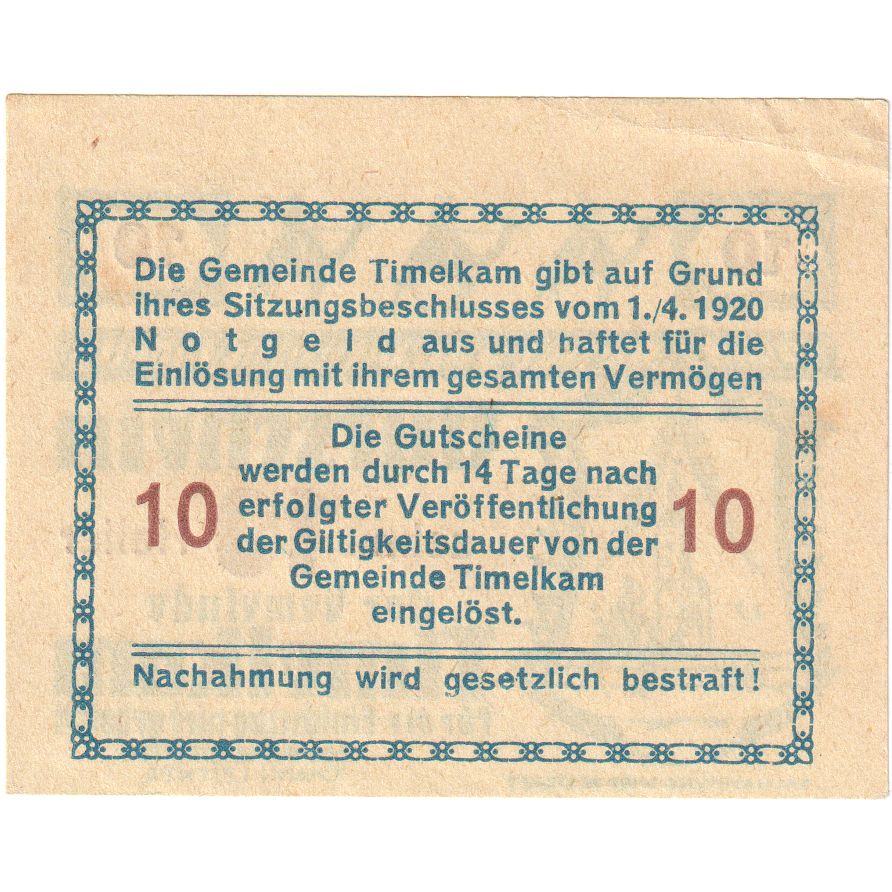 Die Gemeinde Timelkam gibt auf Grund
ihres Sitzungsbeschlusses vom 1./4. 1920
Notgeld aus und haftet für die
Einlösung mit ihrem gesamten Vermögen
Die Gutscheine
werden durch 14 Tage nach
10 erfolgter Veröffentlichung 10
der Giltigkeitsdauer von der
Gemeinde Timelkam
eingelöst.
Nachahmung wird gesetzlich bestraft!